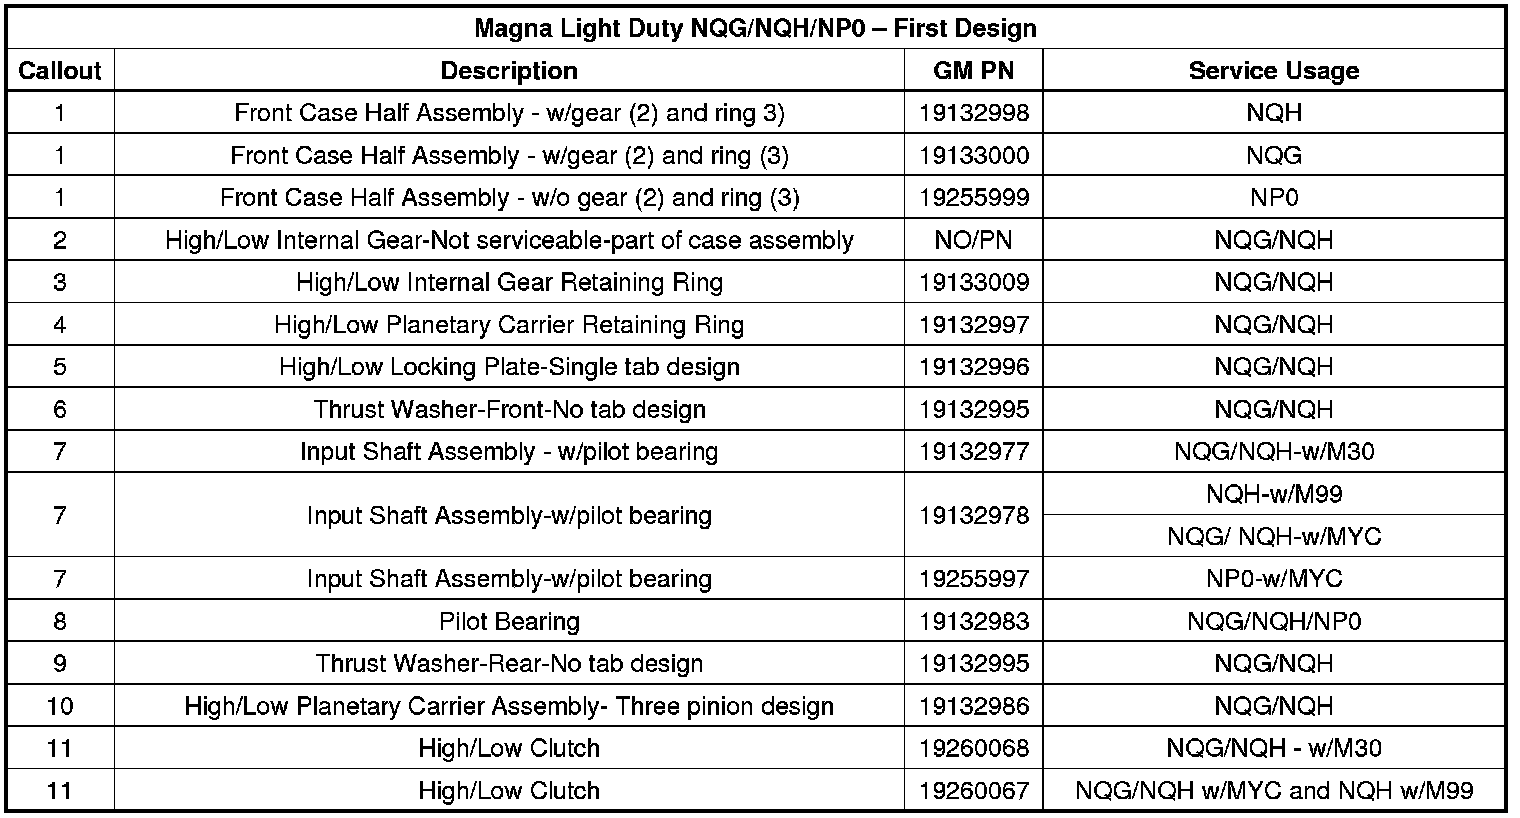 Magna Light Duty NQG/NQH/NP0 – First Design
Callout Description GM PN Service Usage
1 Front Case Half Assembly - w/gear (2) and ring 3) 19132998 NQH
1 Front Case Half Assembly - w/gear (2) and ring (3) 19133000 NQG
1 Front Case Half Assembly - w/o gear (2) and ring (3) 19255999 NP0
2 High/Low Internal Gear-Not serviceable-part of case assembly NO/PN NQG/NQH
3 High/Low Internal Gear Retaining Ring 19133009 NQG/NQH
4 High/Low Planetary Carrier Retaining Ring 19132997 NQG/NQH
5 High/Low Locking Plate-Single tab design 19132996 NQG/NQH
6 Thrust Washer-Front-No tab design 19132995 NQG/NQH
7 Input Shaft Assembly - w/pilot bearing 19132977 NQG/NQH-w/M30
7 Input Shaft Assembly-w/pilot bearing 19132978 NQH-w/M99
NQG/ NQH-w/MYC
7 Input Shaft Assembly-w/pilot bearing 19255997 NP0-w/MYC
8 Pilot Bearing 19132983 NQG/NQH/NP0
9 Thrust Washer-Rear-No tab design 19132995 NQG/NQH
10 High/Low Planetary Carrier Assembly- Three pinion design 19132986 NQG/NQH
11 High/Low Clutch 19260068 NQG/NQH - w/M30
11 High/Low Clutch 19260067 NQG/NQH w/MYC and NQH w/M99